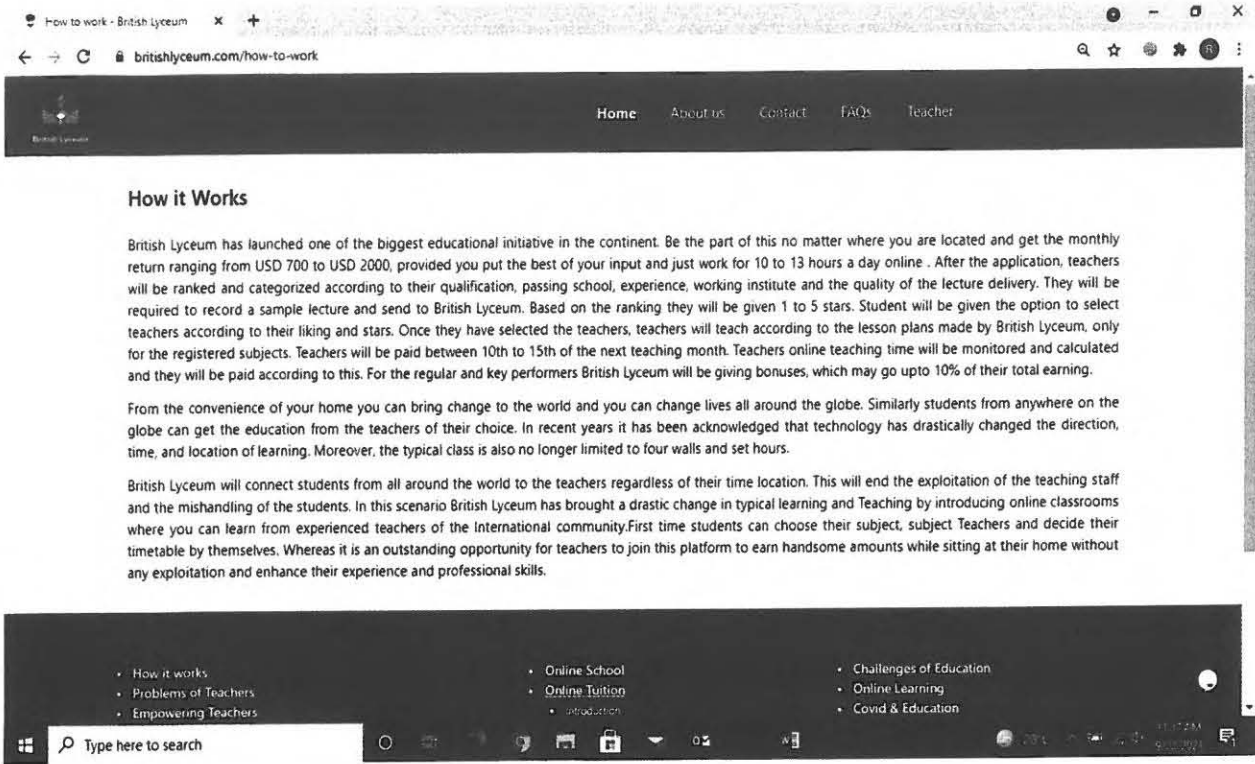 How to work - British Lyceum
britishlyceum.com/how-to-work
R
British Lyceum
Home About us Contact FAQs Teacher
How it Works
British Lyceum has launched one of the biggest educational initiative in the continent. Be the part of this no matter where you are located and get the monthly
return ranging from USD 700 to USD 2000, provided you put the best of your input and just work for 10 to 13 hours a day online . After the application, teachers
will be ranked and categorized according to their qualification, passing school, experience, working institute and the quality of the lecture delivery. They will be
required to record a sample lecture and send to British Lyceum. Based on the ranking they will be given 1 to 5 stars. Student will be given the option to select
teachers according to their liking and stars. Once they have selected the teachers, teachers will teach according to the lesson plans made by British Lyceum, only
for the registered subjects. Teachers will be paid between 10th to 15th of the next teaching month. Teachers online teaching time will be monitored and calculated
and they will be paid according to this. For the regular and key performers British Lyceum will be giving bonuses, which may go upto 10% of their total earning.
From the convenience of your home you can bring change to the world and you can change lives all around the globe. Similarly students from anywhere on the
globe can get the education from the teachers of their choice. In recent years it has been acknowledged that technology has drastically changed the direction,
time, and location of learning. Moreover, the typical class is also no longer limited to four walls and set hours.
British Lyceum will connect students from all around the world to the teachers regardless of their time location. This will end the exploitation of the teaching staff
and the mishandling of the students. In this scenario British Lyceum has brought a drastic change in typical learning and Teaching by introducing online classrooms
where you can learn from experienced teachers of the International community.First time students can choose their subject, subject Teachers and decide their
timetable by themselves. Whereas it is an outstanding opportunity for teachers to join this platform to earn handsome amounts while sitting at their home without
any exploitation and enhance their experience and professional skills.
• How it works
• Problems of Teachers
• Empowering Teachers
• Online School
• Online Tuition
• Introduction
• Challenges of Education
• Online Learning
• Covid & Education
Type here to search